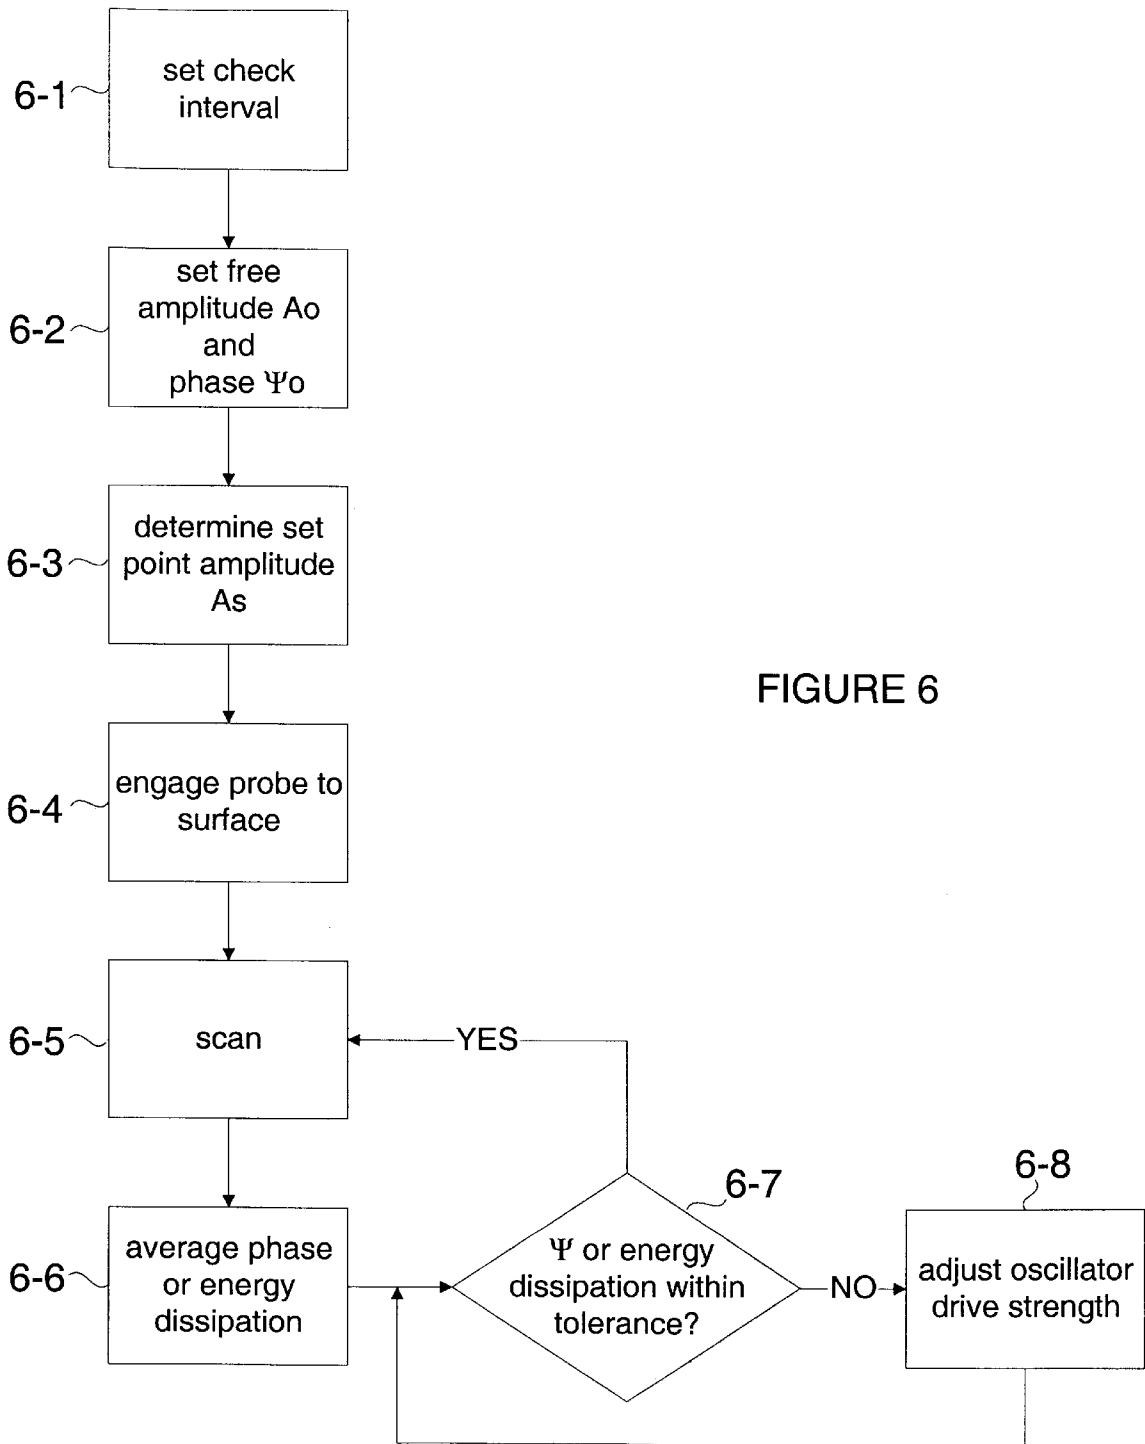 6-1
set check
interval
6-2
set free
amplitude Ao
and
phase Ψo
6-3
determine set
point amplitude
As
FIGURE 6
6-4
engage probe to
surface
6-5
scan
YES
6-6
average phase
or energy
dissipation
6-7
Ψ or energy
dissipation within
tolerance?
NO
6-8
adjust oscillator
drive strength